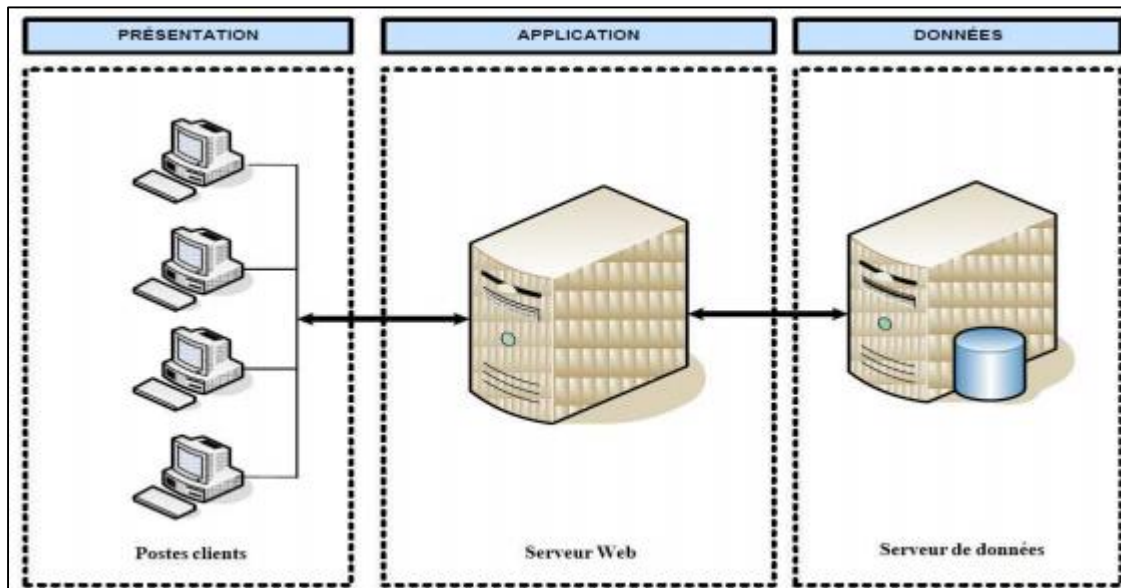 PRÉSENTATION
APPLICATION
DONNÉES
Postes clients
Serveur Web
Serveur de données